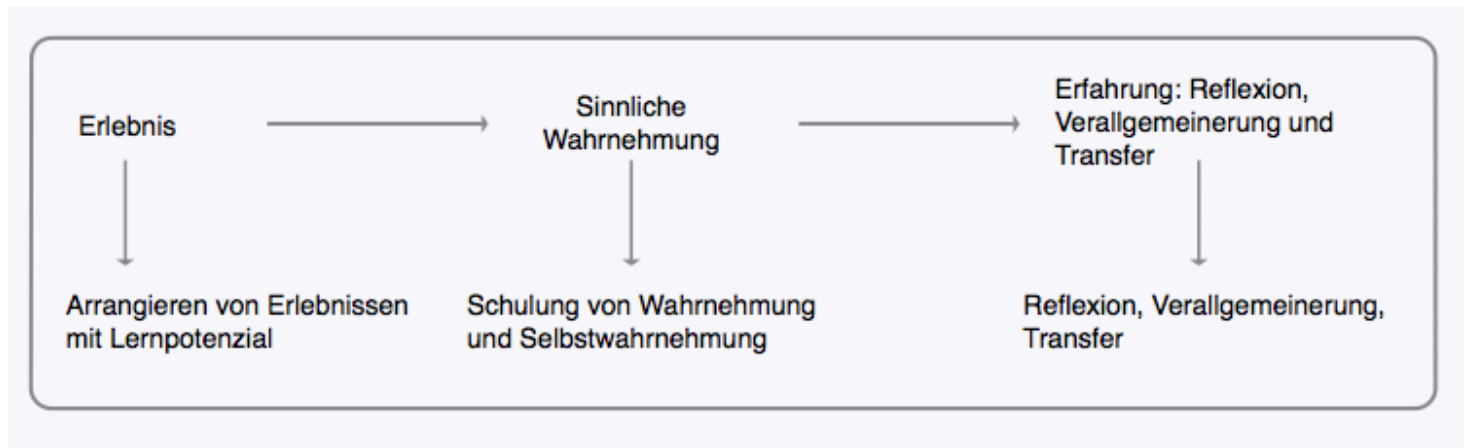 Erlebnis
Sinnliche
Wahrnehmung
Erfahrung: Reflexion,
Verallgemeinerung und
Transfer
Arrangieren von Erlebnissen
mit Lernpotenzial
Schulung von Wahrnehmung
und Selbstwahrnehmung
Reflexion, Verallgemeinerung,
Transfer